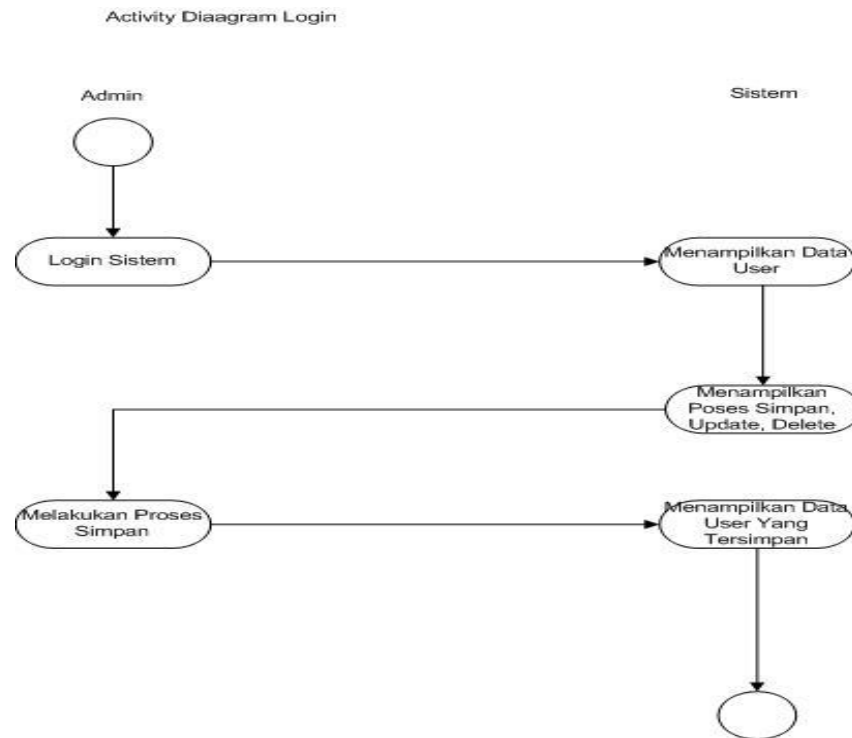 Activity Diaagram Login
Admin
Sistem
Login Sistem
Menampilkan Data
User
Menampilkan
Poses Simpan,
Update, Delete
Melakukan Proses
Simpan
Menampilkan Data
User Yang
Tersimpan